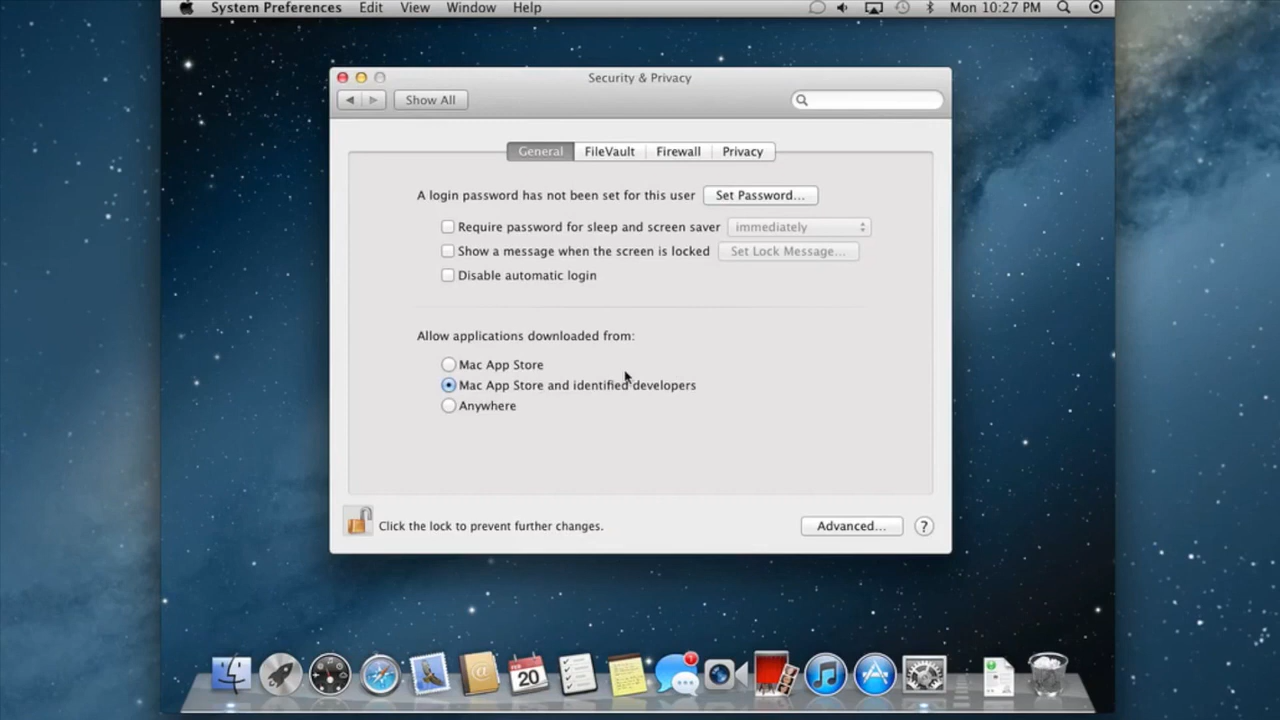 System Preferences Edit View Window Help Mon 10:27 PM
Security & Privacy
Show All
General FileVault Firewall Privacy
A login password has not been set for this user Set Password...
Require password for sleep and screen saver immediately
Show a message when the screen is locked Set Lock Message...
Disable automatic login
Allow applications downloaded from:
Mac App Store
Mac App Store and identified developers
Anywhere
Click the lock to prevent further changes. Advanced... ?
FEB
20
@
1